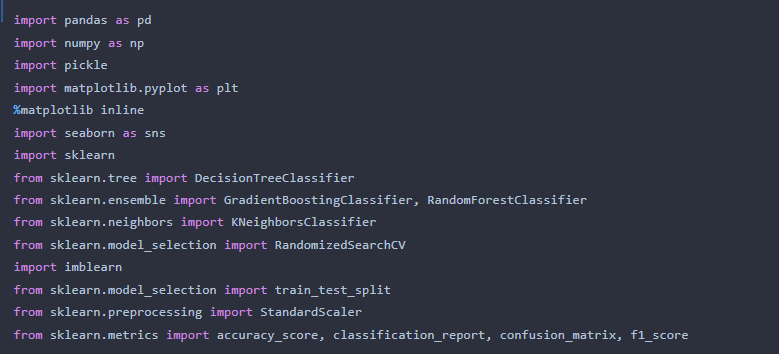 import pandas as pd
import numpy as np
import pickle
import matplotlib.pyplot as plt
%matplotlib inline
import seaborn as sns
import sklearn
from sklearn.tree import DecisionTreeClassifier
from sklearn.ensemble import GradientBoostingClassifier, RandomForestClassifier
from sklearn.neighbors import KNeighborsClassifier
from sklearn.model_selection import RandomizedSearchCV
import imblearn
from sklearn.model_selection import train_test_split
from sklearn.preprocessing import StandardScaler
from sklearn.metrics import accuracy_score, classification_report, confusion_matrix, f1_score